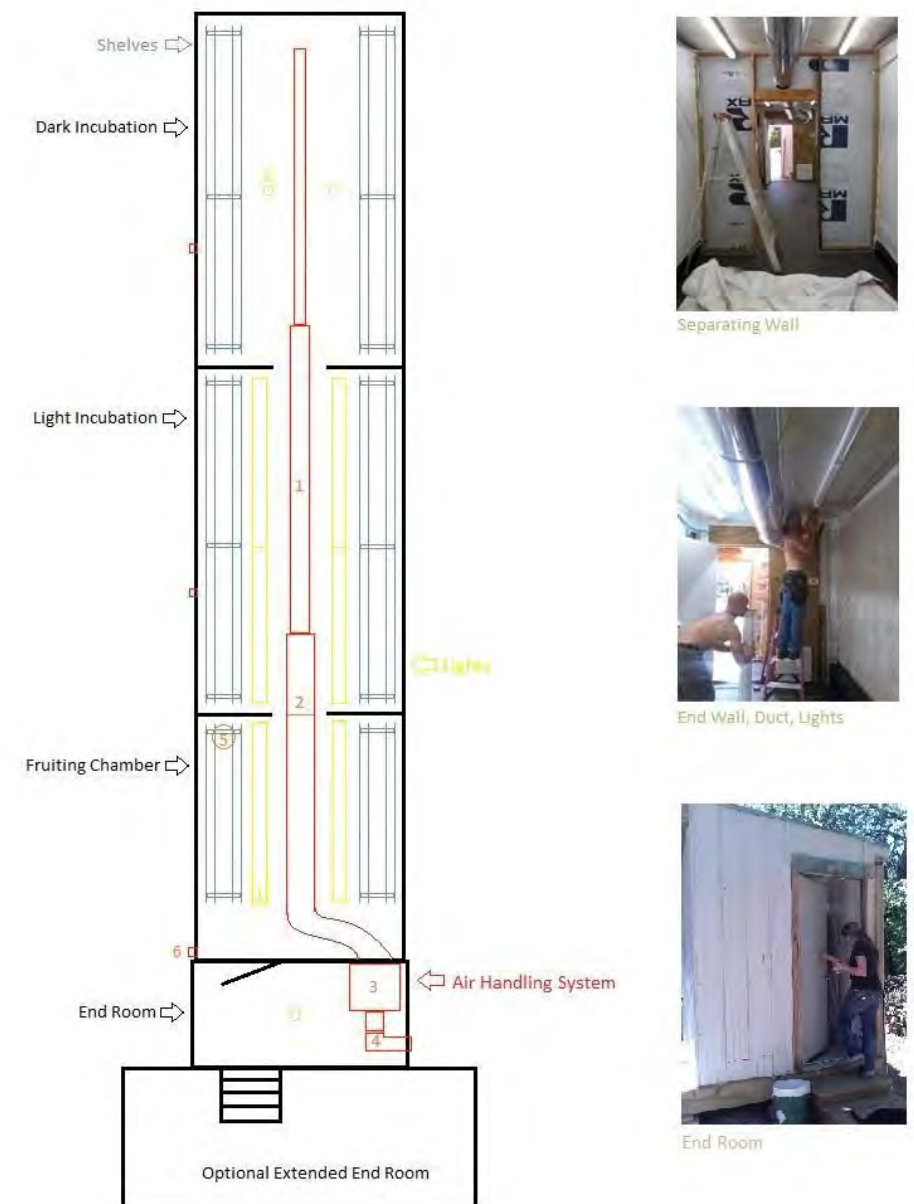 Shelves
Dark Incubation
Light Incubation
1
Lights
2
5
Fruiting Chamber
6
3
Air Handling System
End Room
4
Optional Extended End Room
MAX
Separating Wall
End Wall, Duct, Lights
End Room